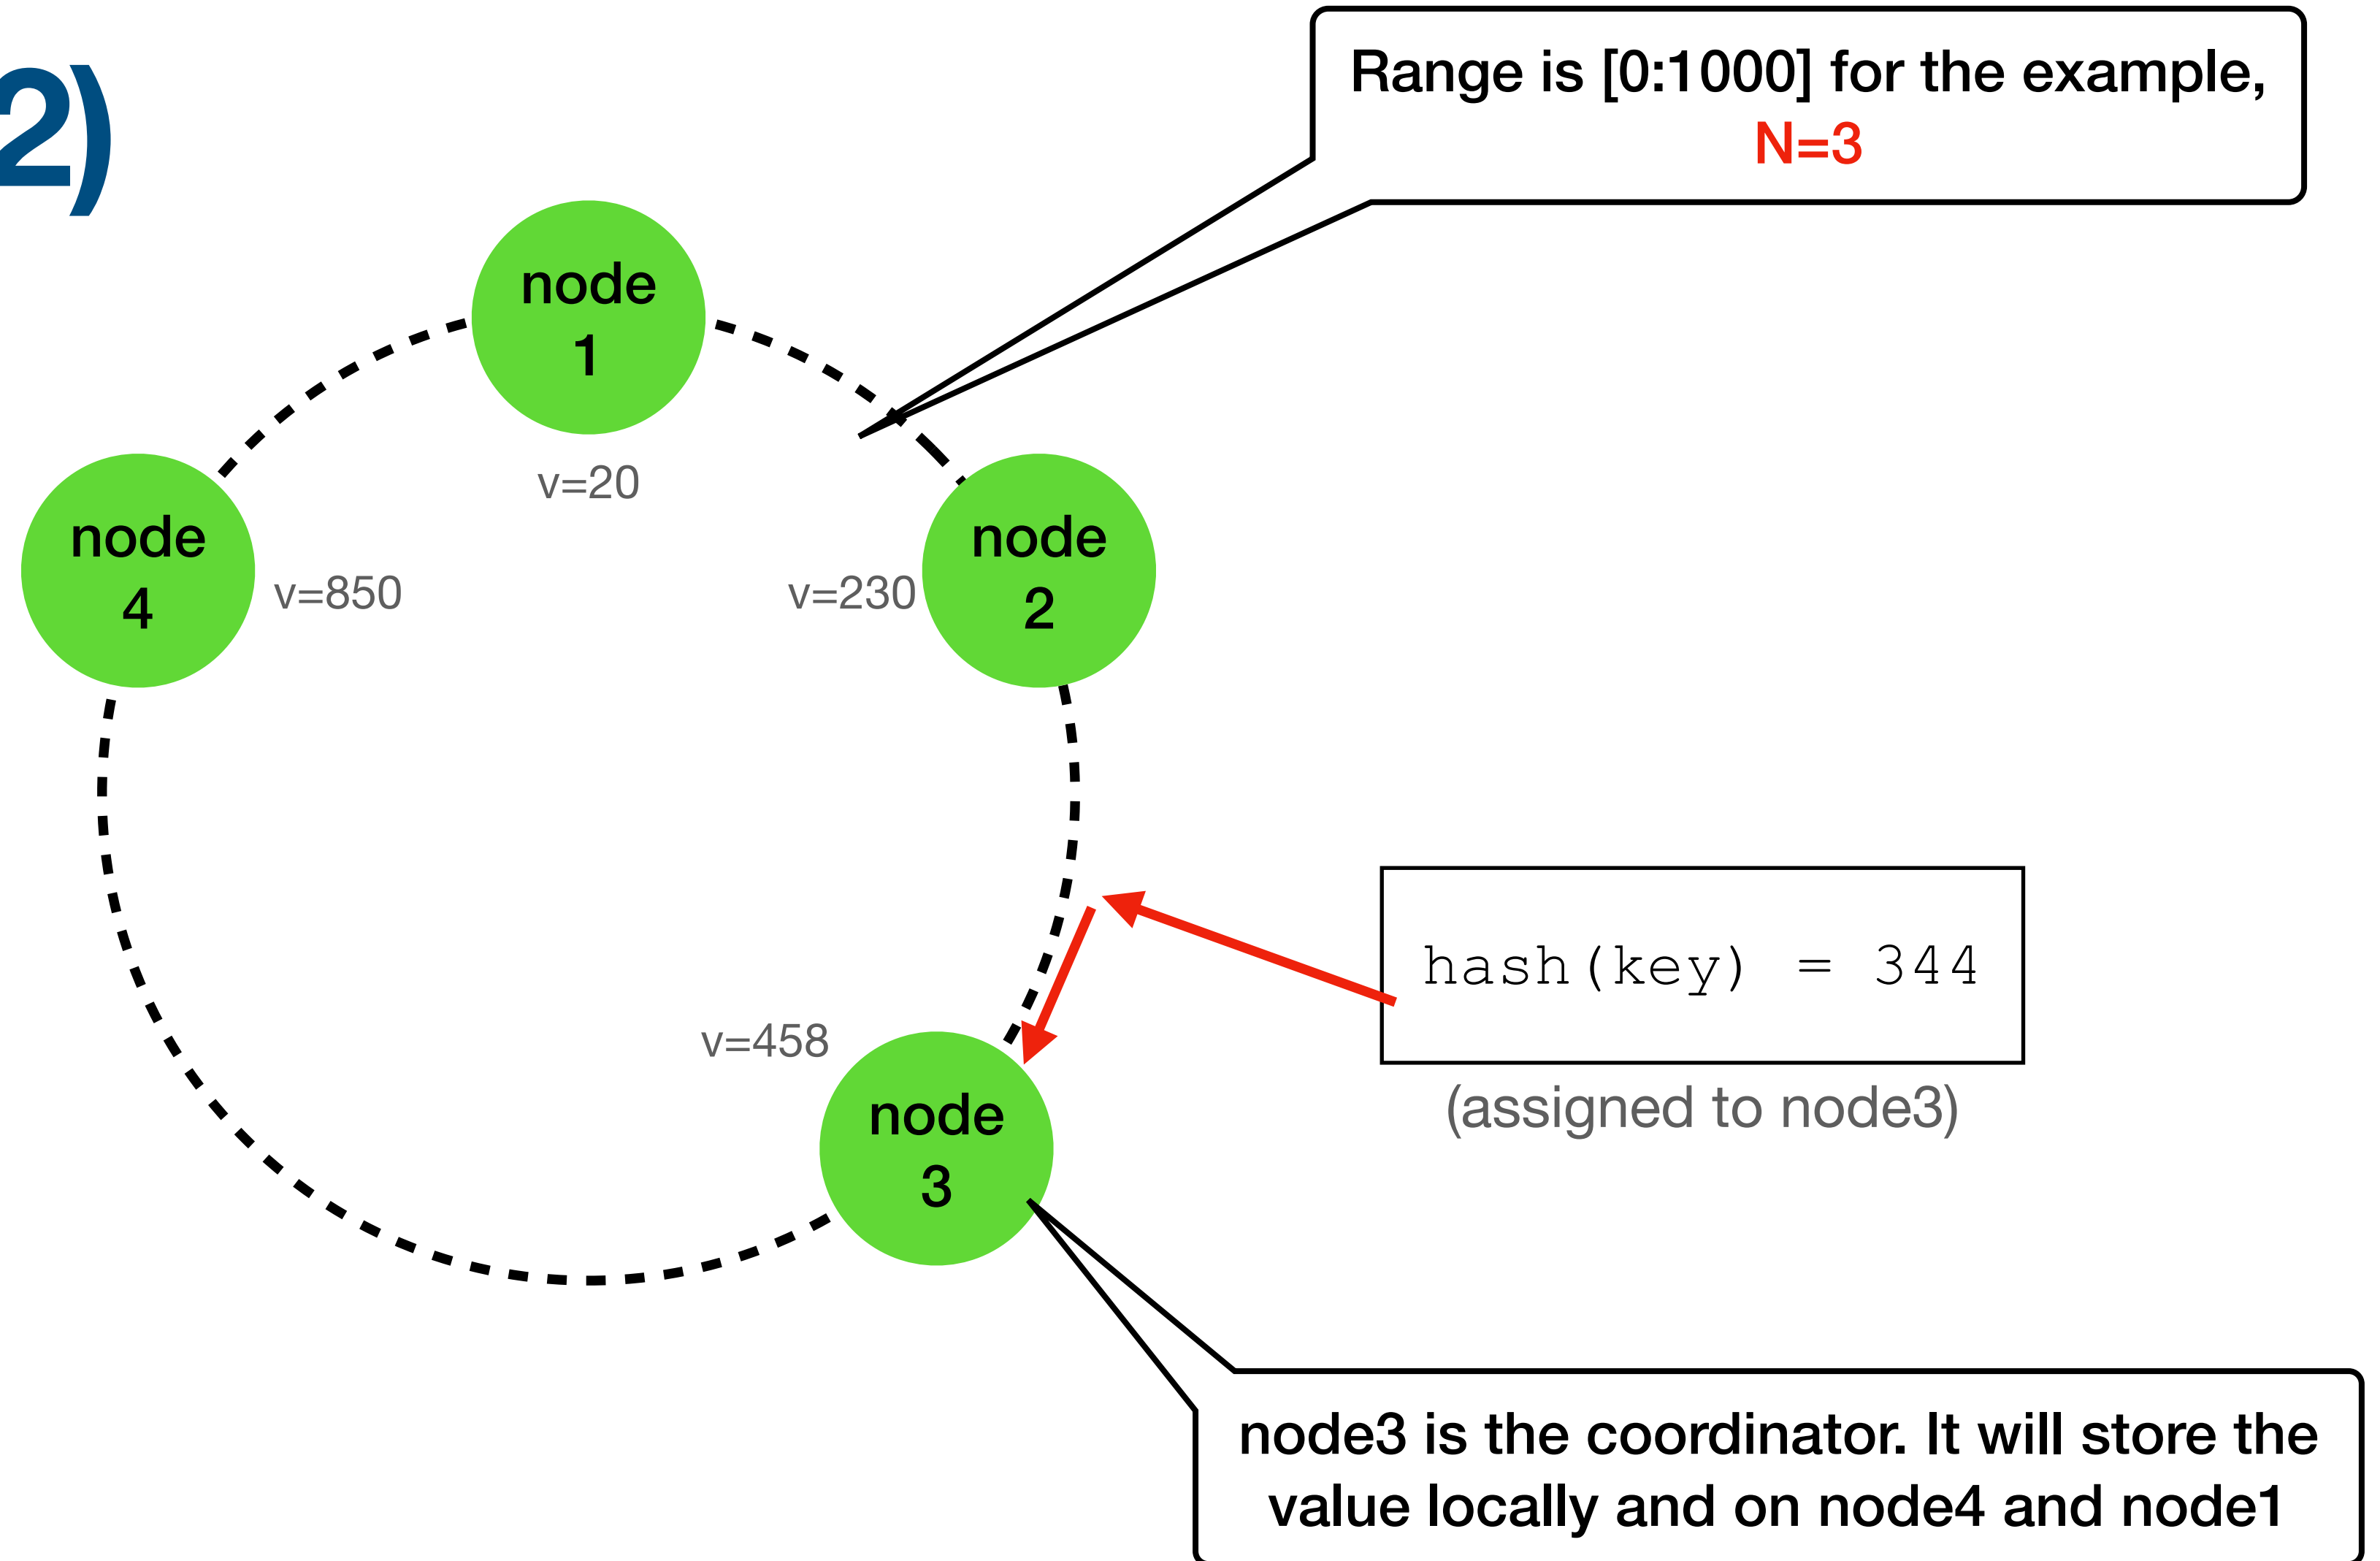 2)
Range is [0:1000] for the example,
N=3
node
1
v=20
node
4
v=850
v=230
node
2
hash(key) = 344
(assigned to node3)
v=458
node
3
node3 is the coordinator. It will store the
value locally and on node4 and node1